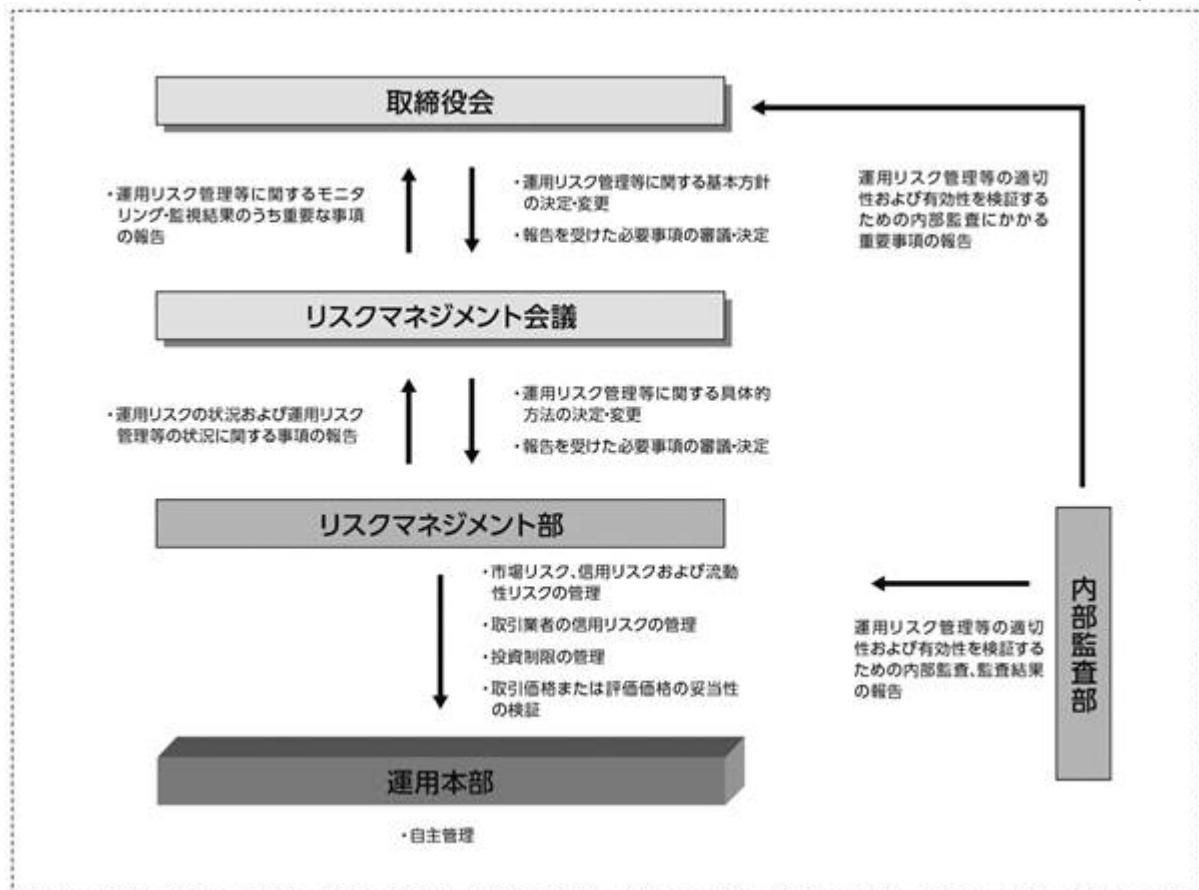 取締役会
・運用リスク管理等に関するモニタ
リング・監視結果のうち重要な事項
の報告
・運用リスク管理等に関する基本方針
の決定・変更
・報告を受けた必要事項の審議・決定
運用リスク管理等の適切
性および有効性を検証す
るための内部監査にかかる
重要事項の報告
リスクマネジメント会議
・運用リスクの状況および運用リスク
管理等の状況に関する事項の報告
・運用リスク管理等に関する具体的
方法の決定・変更
・報告を受けた必要事項の審議・決定
リスクマネジメント部
・市場リスク、信用リスクおよび流動
性リスクの管理
・取引業者の信用リスクの管理
・投資制限の管理
・取引価格または評価価格の妥当性
の検証
運用リスク管理等の適切
性および有効性を検証する
ための内部監査、監査結果
の報告
内部監査部
運用本部
・自主管理